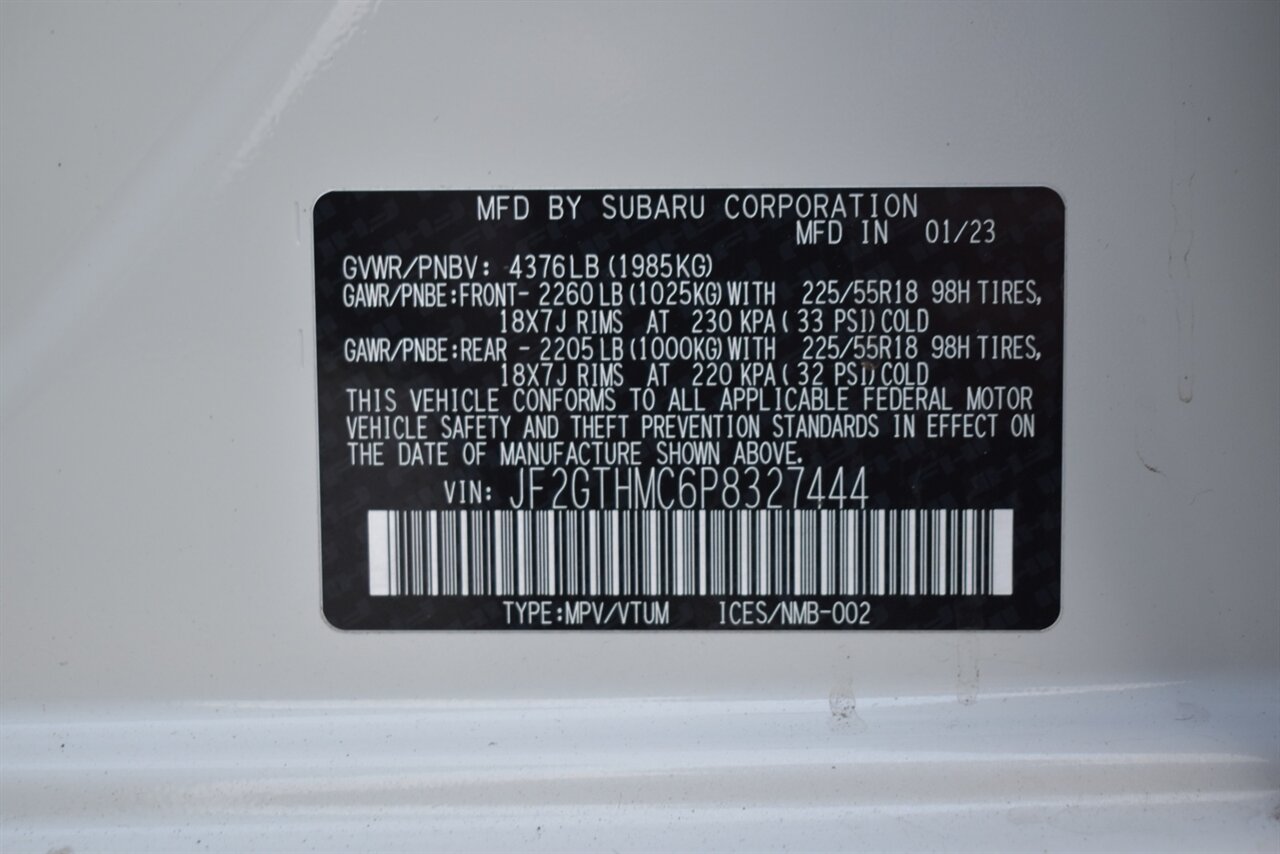 MFD BY SUBARU CORPORATION
MFD IN 01/23
GVWR/PNBV: 4376LB (1985KG)
GAWR/PNBE:FRONT- 2260LB (1025KG) WITH 225/55R18 98H TIRES,
18X7J RIMS AT 230 KPA( 33 PSI) COLD
GAWR/PNBE:REAR - 2205LB (1000KG) WITH 225/55R18 98H TIRES,
18X7J RIMS AT 220 KPA( 32 PSI) COLD
THIS VEHICLE CONFORMS TO ALL APPLICABLE FEDERAL MOTOR
VEHICLE SAFETY AND THEFT PREVENTION STANDARDS IN EFFECT ON
THE DATE OF MANUFACTURE SHOWN ABOVE.
VIN: JF2GTHMC6P8327444
TYPE:MPV/VTUM ICES/NMB-002